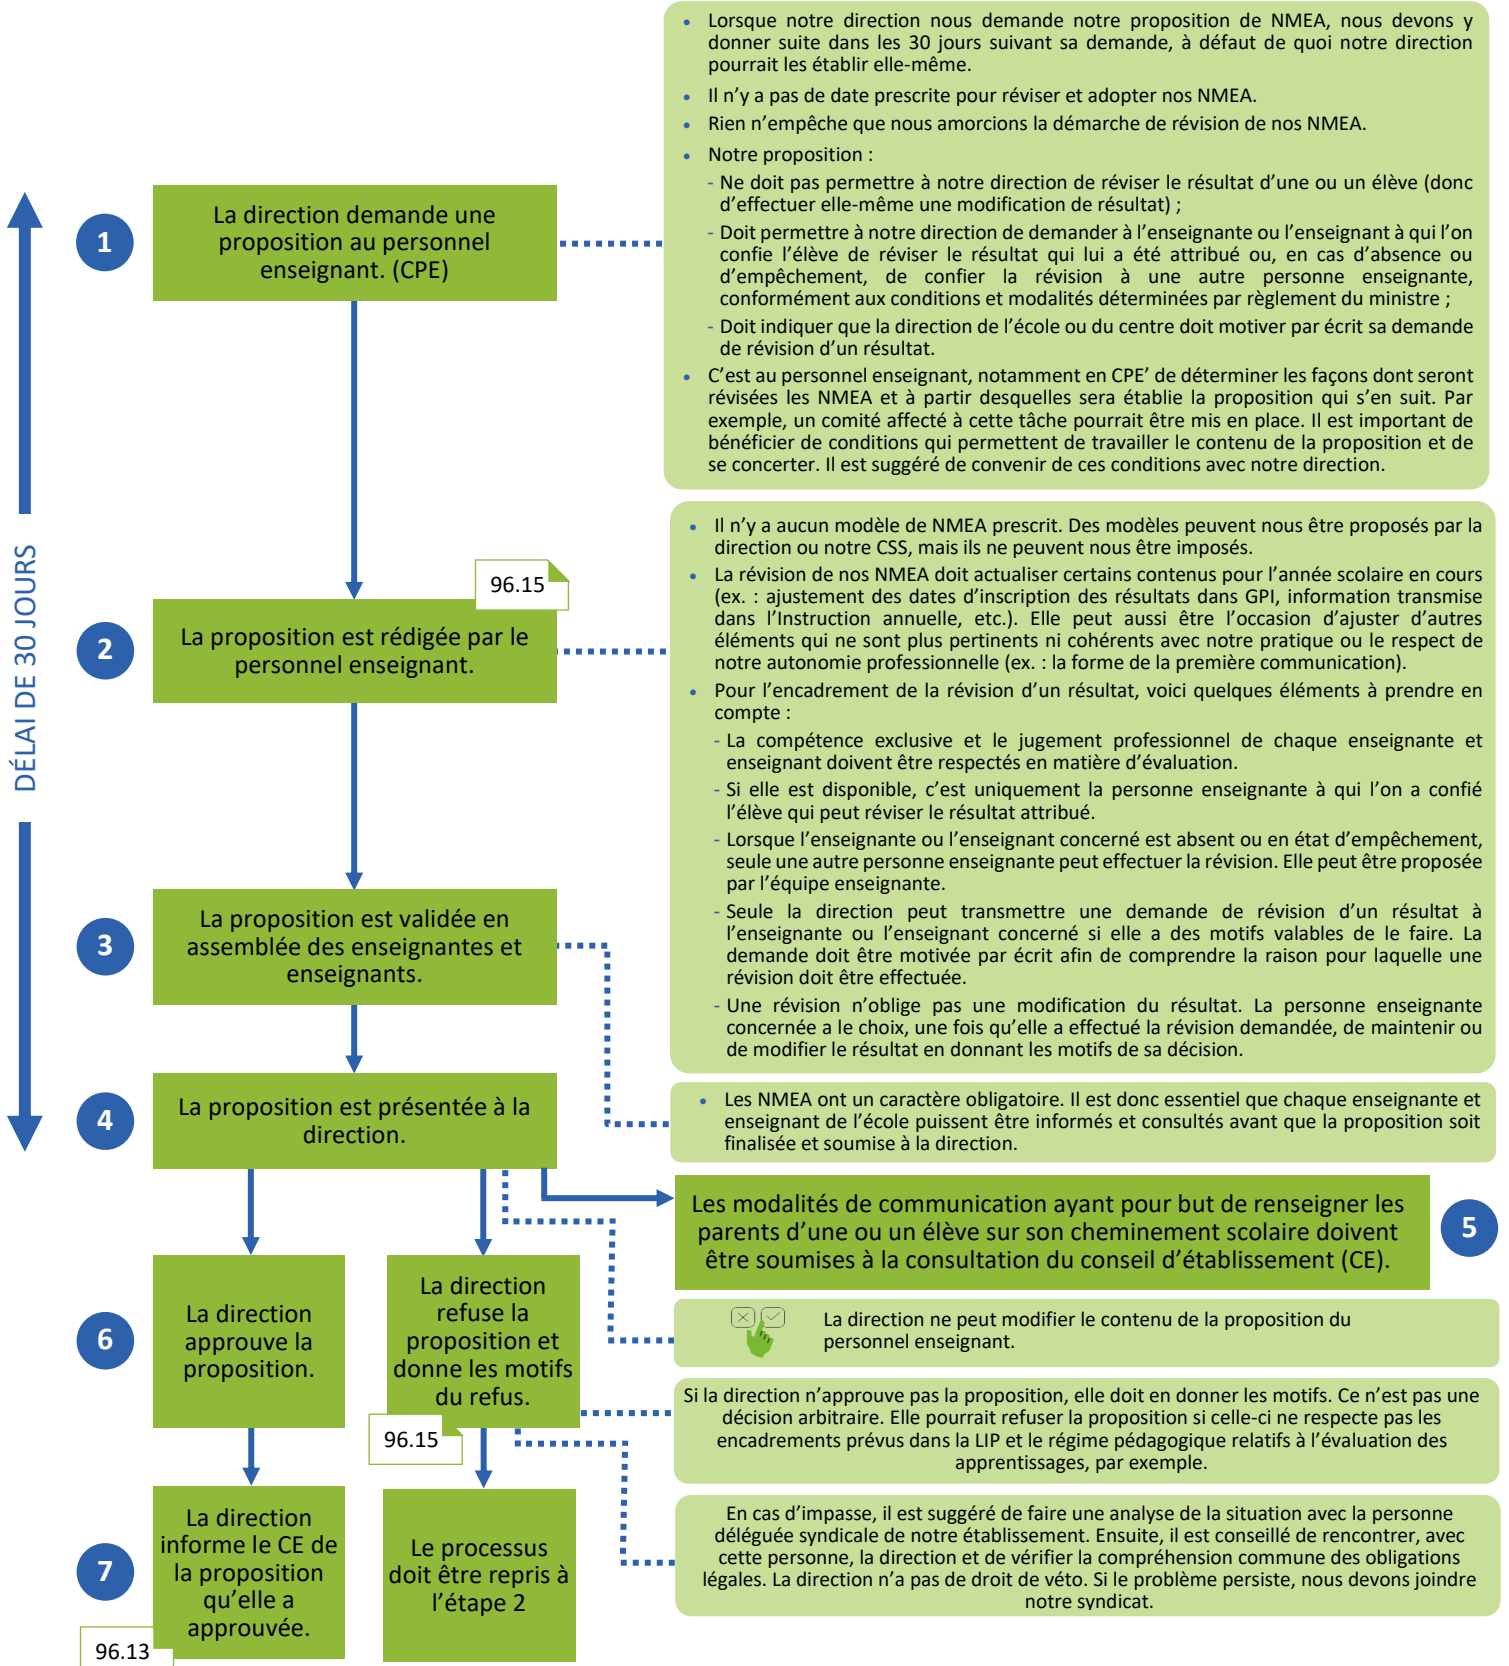 DÉLAI DE 30 JOURS
1
La direction demande une
proposition au personnel
enseignant. (CPE)
• Lorsque notre direction nous demande notre proposition de NMEA, nous devons y
donner suite dans les 30 jours suivant sa demande, à défaut de quoi notre direction
pourrait les établir elle-même.
• Il n’y a pas de date prescrite pour réviser et adopter nos NMEA.
• Rien n’empêche que nous amorcions la démarche de révision de nos NMEA.
• Notre proposition :
- Ne doit pas permettre à notre direction de réviser le résultat d’une ou un élève (donc
d’effectuer elle-même une modification de résultat) ;
- Doit permettre à notre direction de demander à l’enseignante ou l’enseignant à qui l’on
confie l’élève de réviser le résultat qui lui a été attribué ou, en cas d’absence ou
d’empêchement, de confier la révision à une autre personne enseignante,
conformément aux conditions et modalités déterminées par règlement du ministre ;
- Doit indiquer que la direction de l’école ou du centre doit motiver par écrit sa demande
de révision d’un résultat.
• C’est au personnel enseignant, notamment en CPE’ de déterminer les façons dont seront
révisées les NMEA et à partir desquelles sera établie la proposition qui s’en suit. Par
exemple, un comité affecté à cette tâche pourrait être mis en place. Il est important de
bénéficier de conditions qui permettent de travailler le contenu de la proposition et de
se concerter. Il est suggéré de convenir de ces conditions avec notre direction.
96.15
2
La proposition est rédigée par le
personnel enseignant.
• Il n’y a aucun modèle de NMEA prescrit. Des modèles peuvent nous être proposés par la
direction ou notre CSS, mais ils ne peuvent nous être imposés.
• La révision de nos NMEA doit actualiser certains contenus pour l’année scolaire en cours
(ex. : ajustement des dates d’inscription des résultats dans GPI, information transmise
dans l’Instruction annuelle, etc.). Elle peut aussi être l’occasion d’ajuster d’autres
éléments qui ne sont plus pertinents ni cohérents avec notre pratique ou le respect de
notre autonomie professionnelle (ex. : la forme de la première communication).
• Pour l’encadrement de la révision d’un résultat, voici quelques éléments à prendre en
compte :
- La compétence exclusive et le jugement professionnel de chaque enseignante et
enseignant doivent être respectés en matière d’évaluation.
- Si elle est disponible, c’est uniquement la personne enseignante à qui l’on a confié
l’élève qui peut réviser le résultat attribué.
- Lorsque l’enseignante ou l’enseignant concerné est absent ou en état d’empêchement,
seule une autre personne enseignante peut effectuer la révision. Elle peut être proposée
par l’équipe enseignante.
- Seule la direction peut transmettre une demande de révision d’un résultat à
l’enseignante ou l’enseignant concerné si elle a des motifs valables de le faire. La
demande doit être motivée par écrit afin de comprendre la raison pour laquelle une
révision doit être effectuée.
- Une révision n’oblige pas une modification du résultat. La personne enseignante
concernée a le choix, une fois qu’elle a effectué la révision demandée, de maintenir ou
de modifier le résultat en donnant les motifs de sa décision.
3
La proposition est validée en
assemblée des enseignantes et
enseignants.
• Les NMEA ont un caractère obligatoire. Il est donc essentiel que chaque enseignante et
enseignant de l’école puissent être informés et consultés avant que la proposition soit
finalisée et soumise à la direction.
4
La proposition est présentée à la
direction.
Les modalités de communication ayant pour but de renseigner les
parents d’une ou un élève sur son cheminement scolaire doivent
être soumises à la consultation du conseil d’établissement (CE).
5
6
La direction
approuve la
proposition.
La direction
refuse la
proposition et
donne les motifs
du refus.
96.15
La direction ne peut modifier le contenu de la proposition du
personnel enseignant.
Si la direction n’approuve pas la proposition, elle doit en donner les motifs. Ce n’est pas une
décision arbitraire. Elle pourrait refuser la proposition si celle-ci ne respecte pas les
encadrements prévus dans la LIP et le régime pédagogique relatifs à l’évaluation des
apprentissages, par exemple.
7
La direction
informe le CE de
la proposition
qu’elle a
approuvée.
96.13
Le processus
doit être repris à
l’étape 2
En cas d’impasse, il est suggéré de faire une analyse de la situation avec la personne
déléguée syndicale de notre établissement. Ensuite, il est conseillé de rencontrer, avec
cette personne, la direction et de vérifier la compréhension commune des obligations
légales. La direction n’a pas de droit de véto. Si le problème persiste, nous devons joindre
notre syndicat.